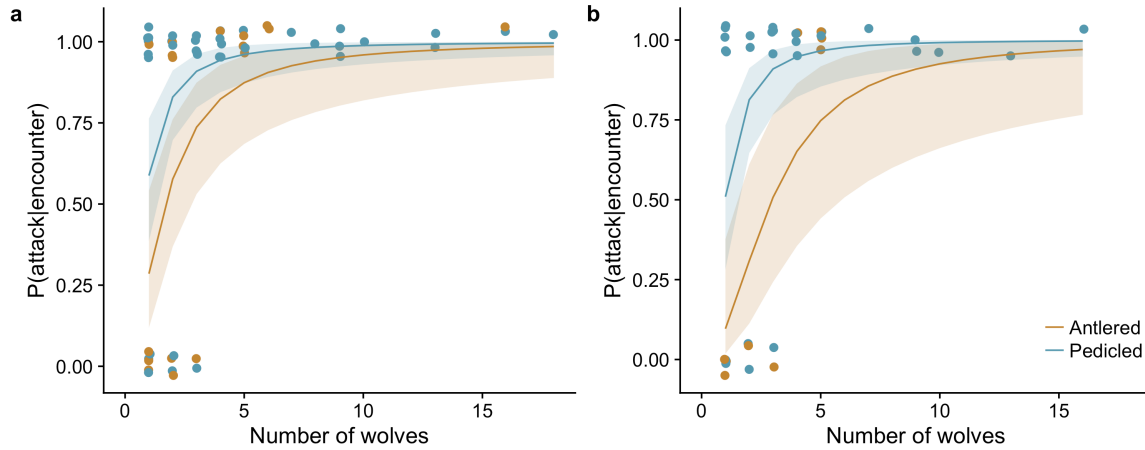 a
P(attack|encounter)
1.00
0.75
0.50
0.25
0.00
0 5 10 15
Number of wolves
b
P(attack|encounter)
1.00
0.75
0.50
0.25
0.00
0 5 10 15
Number of wolves
Antlered
Pedicled